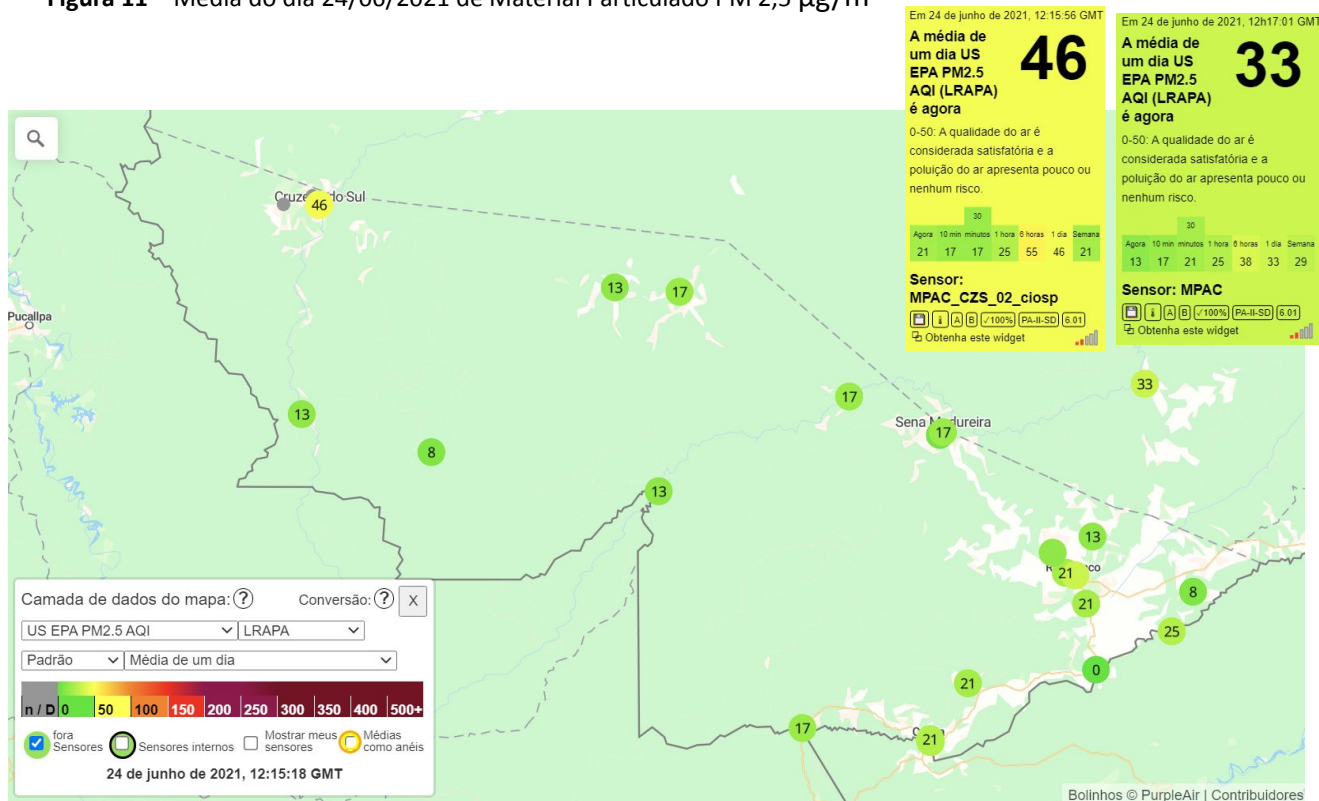 Figura 11 – Média do dia 24/06/2021 de Material Particulado PM 2,5 µg/m
Em 24 de junho de 2021, 12:15:56 GMT
A média de
um dia US
EPA PM2.5
AQI (LRAPA)
é agora
46
0-50: A qualidade do ar é
considerada satisfatória e a
poluição do ar apresenta pouco ou
nenhum risco.
30
Agora 10 min minutos 1 hora 6 horas 1 dia Semana
21 17 17 25 55 46 21
Sensor:
MPAC_CZS_02_ciosp
A B √100% PA-II-SD 6.01
Obtenha este widget
Em 24 de junho de 2021, 12h17:01 GMT
A média de
um dia US
EPA PM2.5
AQI (LRAPA)
é agora
33
0-50: A qualidade do ar é
considerada satisfatória e a
poluição do ar apresenta pouco ou
nenhum risco.
30
Agora 10 min minutos 1 hora 6 horas 1 dia Semana
13 17 21 25 38 33 29
Sensor: MPAC
A B √100% PA-II-SD 6.01
Obtenha este widget
Cruze do Sul
46
13
17
Pucallpa
33
17
13
Sena Madureira
17
8
13
13
21
co
8
21
25
0
21
17
21
Camada de dados do mapa: ? Conversão: ? X
US EPA PM2.5 AQI LRAPA
Padrão Média de um dia
n / D 0 50 100 150 200 250 300 350 400 500+
fora
Sensores
Sensores internos
Mostrar meus
sensores
Médias
como anéis
24 de junho de 2021, 12:15:18 GMT
Bolinhos © PurpleAir | Contribuidores